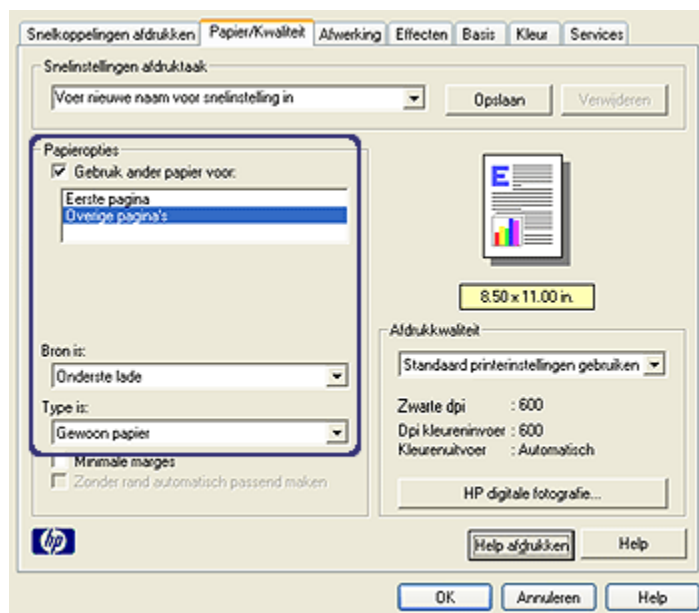 Snelkoppelingen afdrukken Papier/Kwaliteit Afwerking Effecten Basis Kleur Services
Snelinstellingen afdruktaak
Voer nieuwe naam voor snelinstelling in Opslaan Verwijderen
Papieropties
Gebruik ander papier voor:
Eerste pagina
Overige pagina's
E
8.50 x 11.00 in.
Bron is:
Onderste lade
Type is:
Gewoon papier
Minimale marges
Zonder rand automatisch passend maken
Afdrukkwaliteit
Standaard printerinstellingen gebruiken
Zwarte dpi : 600
Dpi kleureninvoer : 600
Kleurenuitvoer : Automatisch
HP digitale fotografie...
hp
Help afdrukken Help
OK Annuleren Help